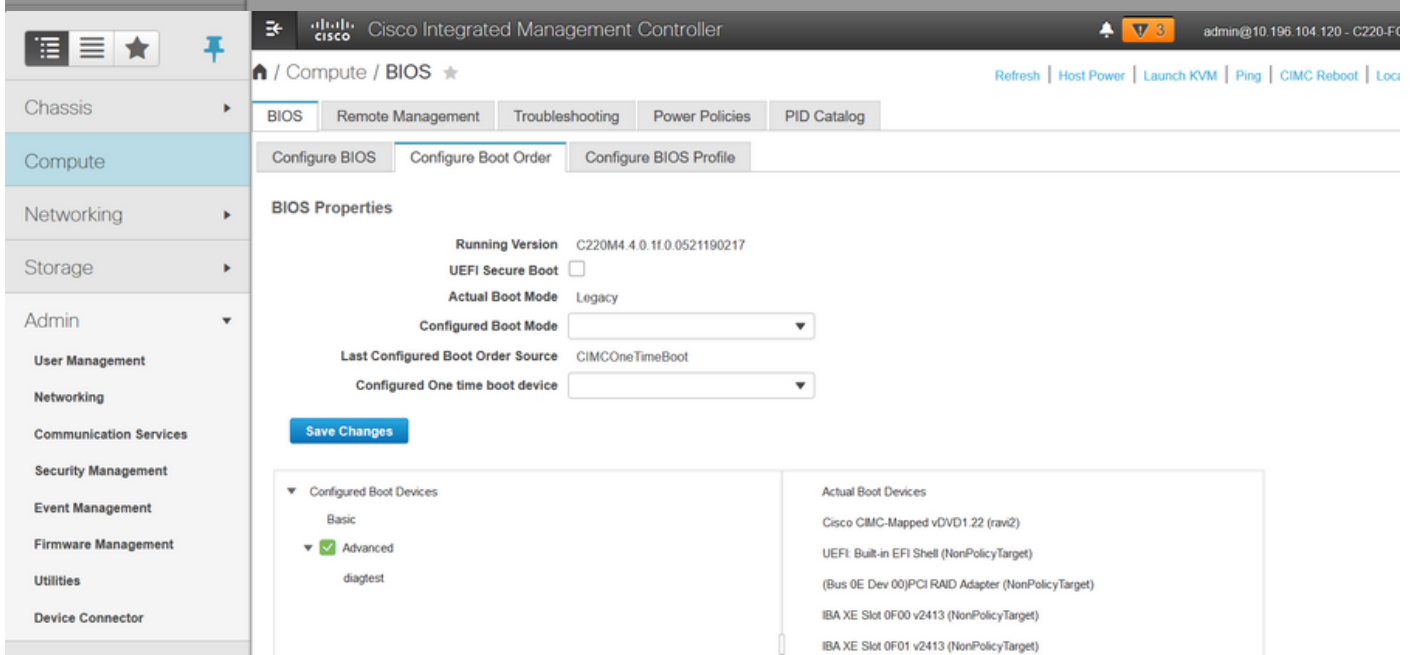 cisco Cisco Integrated Management Controller 3 admin@10.196.104.120 - C220-FC
/ Compute / BIOS
Refresh | Host Power | Launch KVM | Ping | CIMC Reboot |
Chassis
Compute
Networking
Storage
Admin
User Management
Networking
Communication Services
Security Management
Event Management
Firmware Management
Utilities
Device Connector
BIOS Remote Management Troubleshooting Power Policies PID Catalog
Configure BIOS Configure Boot Order Configure BIOS Profile
BIOS Properties
Running Version C220M4.4.0.1f.0.0521190217
UEFI Secure Boot
Actual Boot Mode Legacy
Configured Boot Mode
Last Configured Boot Order Source CIMCOneTimeBoot
Configured One time boot device
Save Changes
Configured Boot Devices
Basic
Advanced
diagtest
Actual Boot Devices
Cisco CIMC-Mapped vDVD1.22 (ravi2)
UEFI: Built-in EFI Shell (NonPolicyTarget)
(Bus 0E Dev 00)PCI RAID Adapter (NonPolicyTarget)
IBA XE Slot 0F00 v2413 (NonPolicyTarget)
IBA XE Slot 0F01 v2413 (NonPolicyTarget)